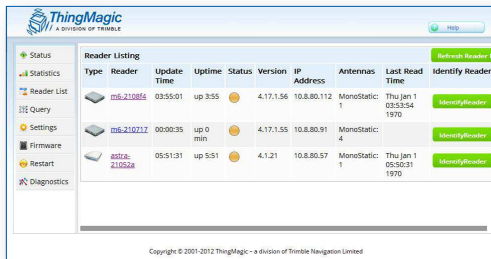 ThingMagic
A DIVISION OF TRIMBLE
Help
Status
Statistics
Reader List
Query
Settings
Firmware
Restart
Diagnostics
Reader Listing
Refresh Reader
Type Reader Update Time Uptime Status Version IP Address Antennas Last Read Time Identify Reader
m6-2108f4 03:55:01 up 3:55 4.17.1.56 10.8.80.112 MonoStatic: 1 Thu Jan 1 03:53:54 1970 IdentifyReader
m6-210717 00:00:35 up 0 min 4.17.1.55 10.8.80.91 MonoStatic: 4 IdentifyReader
astra-21052a 05:51:31 up 5:51 4.1.21 10.8.80.57 MonoStatic: 1 Thu Jan 1 05:50:31 1970 IdentifyReader
Copyright © 2001-2012 ThingMagic - a division of Trimble Navigation Limited